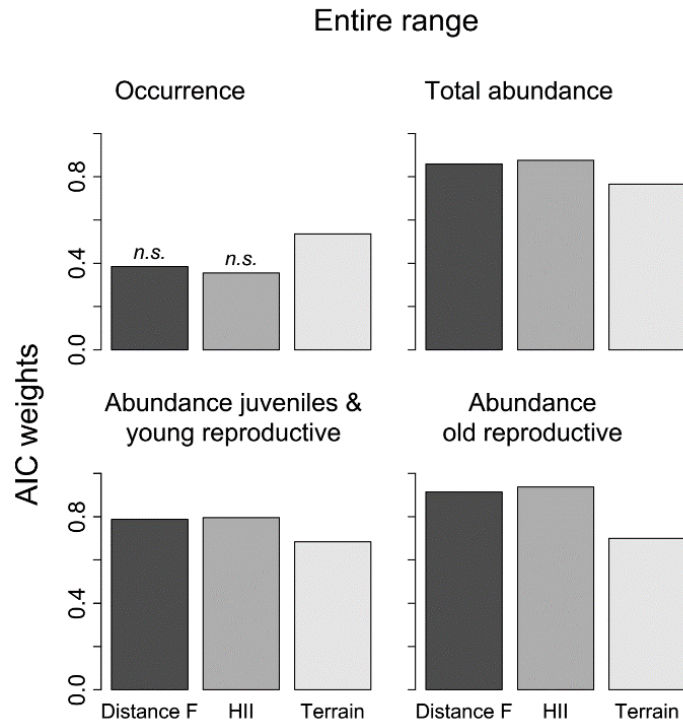 Entire range
Occurrence
Total abundance
0.8
0.4
0.0
n.s.
n.s.
AIC weights
Abundance juveniles &
young reproductive
Abundance
old reproductive
0.8
0.4
0.0
Distance F
HII
Terrain
Distance F
HII
Terrain